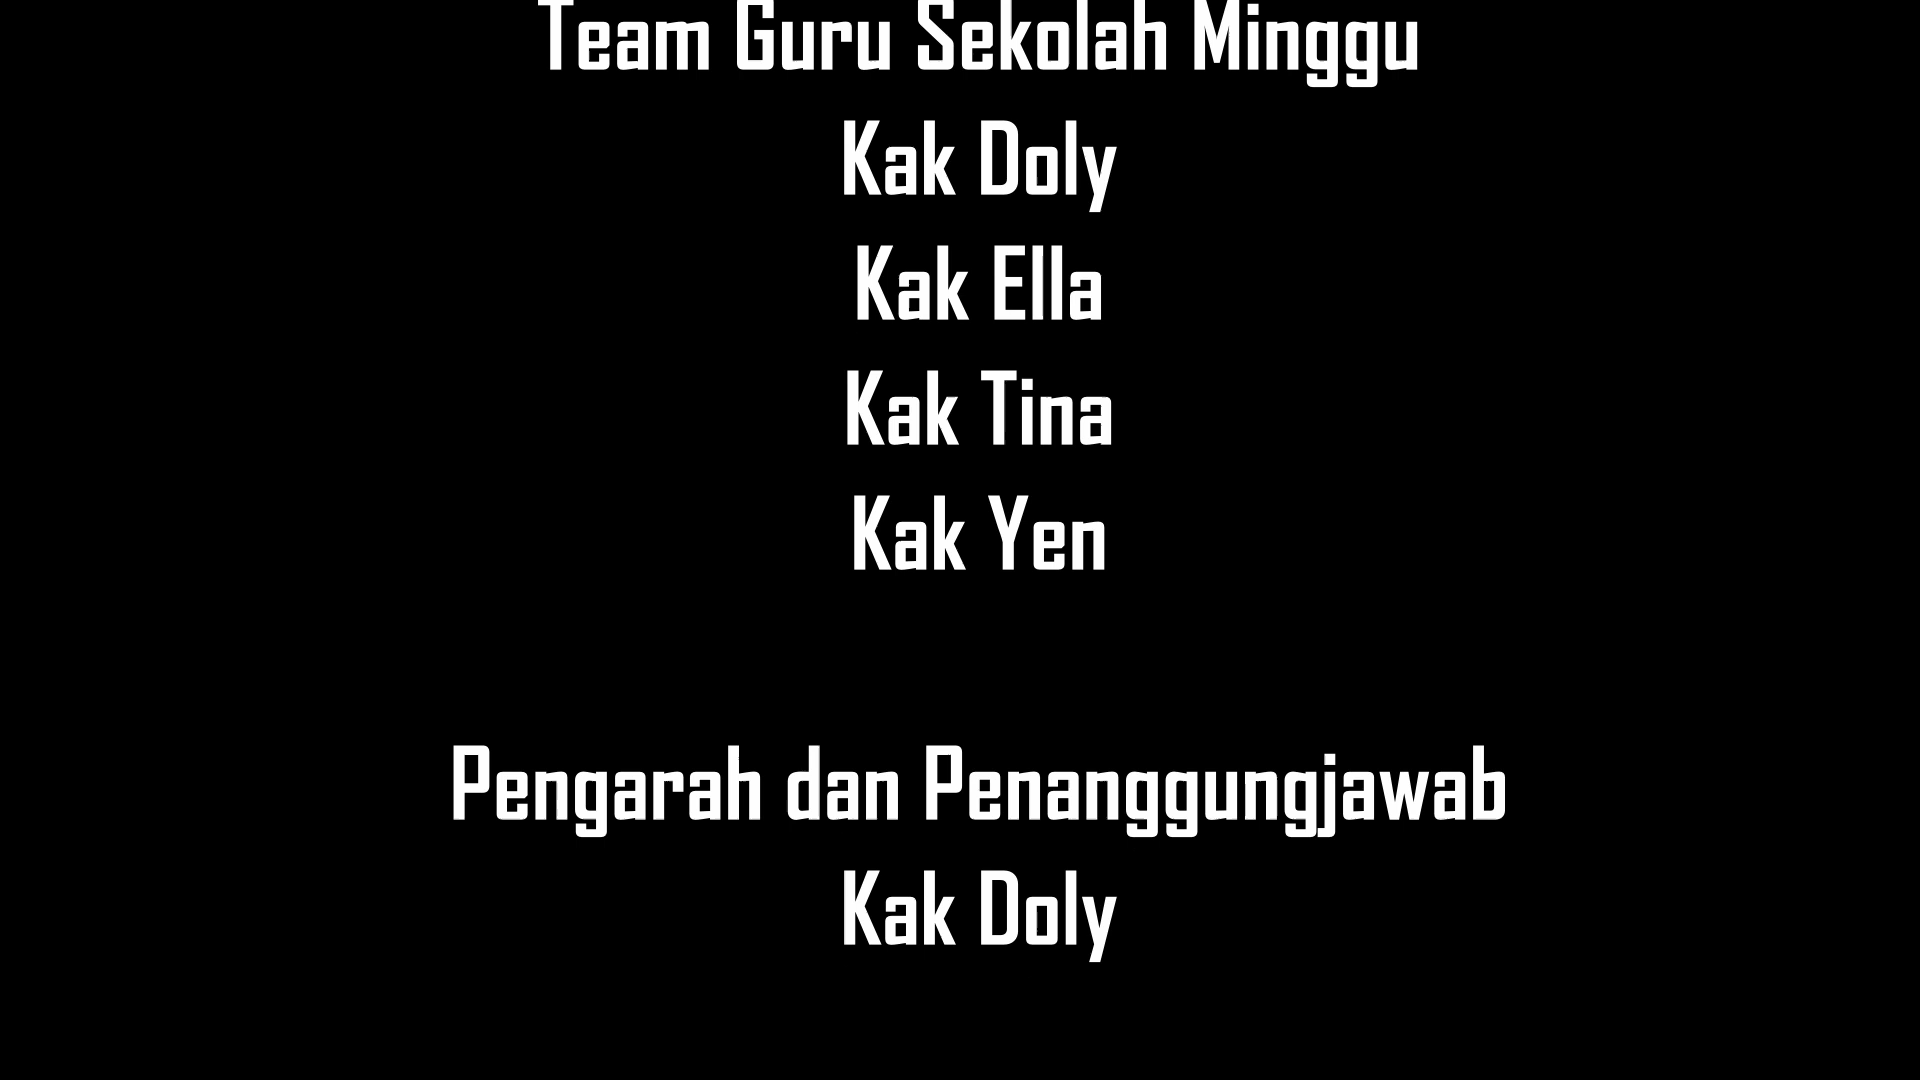 Team Guru Sekolah Minggu
Kak Doly
Kak Ella
Kak Tina
Kak Yen
Pengarah dan Penanggungjawab
Kak Doly